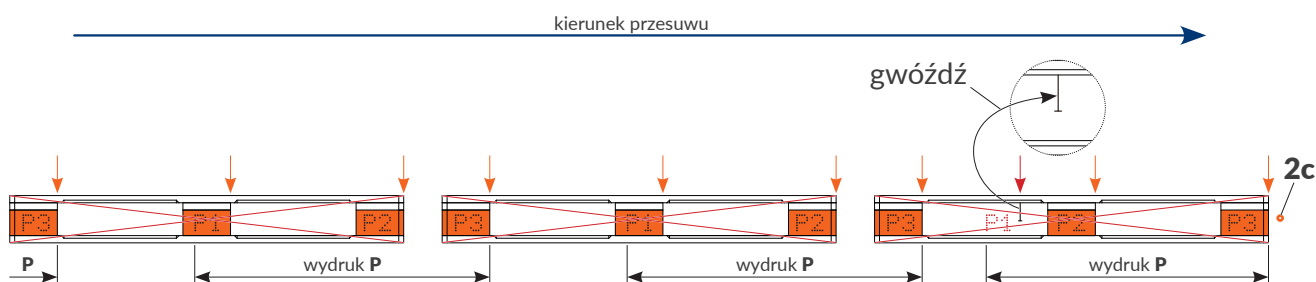 kierunek przesuwu
gwóźdź
2c
P3 P1 P2 P3 P1 P2 P3 P1 P2 P3
P wydruk P wydruk P wydruk P